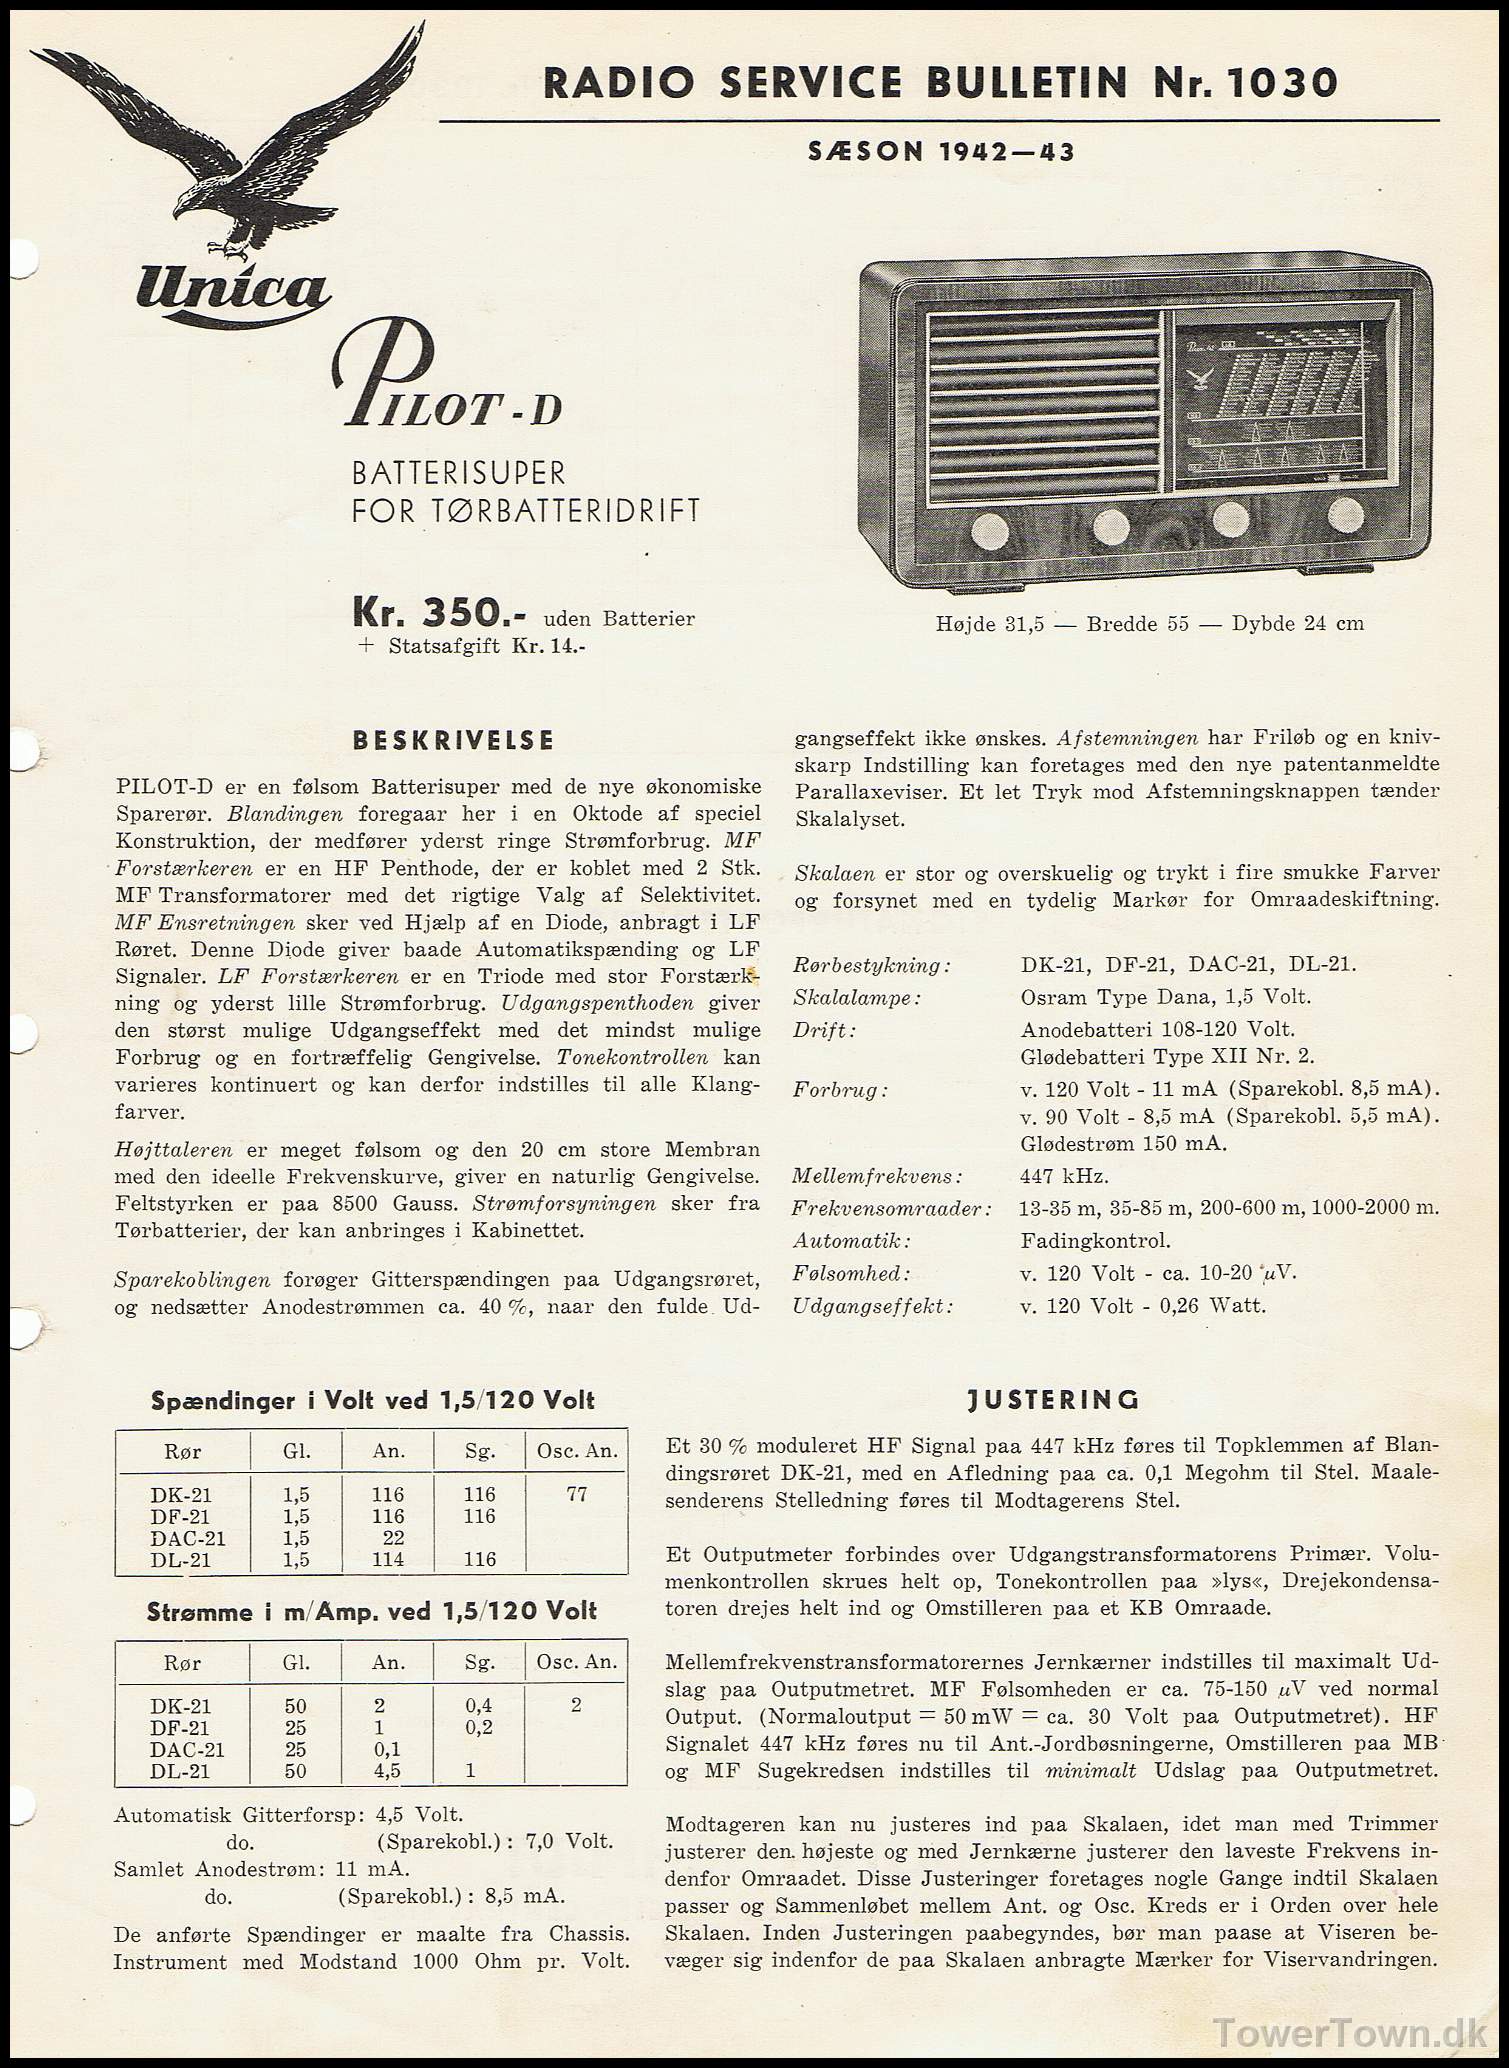 RADIO SERVICE BULLETIN Nr. 1030
SÆSON 1942—43
Unica
PILOT-D
BATTERISUPER
FOR TØRBATTERIDRIFT
Kr. 350.- uden Batterier
+ Statsafgift Kr. 14.-
Højde 31,5 — Bredde 55 — Dybde 24 cm
BESKRIVELSE
PILOT-D er en følsom Batterisuper med de nye økonomiske
Sparerør. Blandingen foregaar her i en Oktode af speciel
Konstruktion, der medfører yderst ringe Strømforbrug. MF
Forstærkeren er en HF Penthode, der er koblet med 2 Stk.
MF Transformatorer med det rigtige Valg af Selektivitet.
MF Ensretningen sker ved Hjælp af en Diode, anbragt i LF
Røret. Denne Diode giver baade Automatikspænding og LF
Signaler. LF Forstærkeren er en Triode med stor Forstærk-
ning og yderst lille Strømforbrug. Udgangspenthoden giver
den størst mulige Udgangseffekt med det mindst mulige
Forbrug og en fortræffelig Gengivelse. Tonekontrollen kan
varieres kontinuert og kan derfor indstilles til alle Klang-
farver.
Højttaleren er meget følsom og den 20 cm store Membran
med den ideelle Frekvenskurve, giver en naturlig Gengivelse.
Feltstyrken er paa 8500 Gauss. Strømforsyningen sker fra
Tørbatterier, der kan anbringes i Kabinettet.
Sparekoblingen forøger Gitterspændingen paa Udgangsrøret,
og nedsætter Anodestrømmen ca. 40 %, naar den fulde Ud-
gangseffekt ikke ønskes. Afstemningen har Friløb og en kniv-
skarp Indstilling kan foretages med den nye patentanmeldte
Parallaxeviser. Et let Tryk mod Afstemningsknappen tænder
Skalalyset.
Skalaen er stor og overskuelig og trykt i fire smukke Farver
og forsynet med en tydelig Markør for Omraadeskiftning.
Rørbestykning: DK-21, DF-21, DAC-21, DL-21.
Skalalampe: Osram Type Dana, 1,5 Volt.
Drift: Anodebatteri 108-120 Volt.
Glødebatteri Type XII Nr. 2.
Forbrug: v. 120 Volt - 11 mA (Sparekobl. 8,5 mA).
v. 90 Volt - 8,5 mA (Sparekobl. 5,5 mA).
Glødestrøm 150 mA.
Mellemfrekvens: 447 kHz.
Frekvensomraader: 13-35 m, 35-85 m, 200-600 m, 1000-2000 m.
Automatik: Fadingkontrol.
Følsomhed: v. 120 Volt - ca. 10-20 µV.
Udgangseffekt: v. 120 Volt - 0,26 Watt.
Spændinger i Volt ved 1,5/120 Volt
Rør Gl. An. Sg. Osc. An.
DK-21 1,5 116 116 77
DF-21 1,5 116 116
DAC-21 1,5 22
DL-21 1,5 114 116
Strømme i m/Amp. ved 1,5/120 Volt
Rør Gl. An. Sg. Osc. An.
DK-21 50 2 0,4 2
DF-21 25 1 0,2
DAC-21 25 0,1
DL-21 50 4,5 1
Automatisk Gitterforsp: 4,5 Volt.
do. (Sparekobl.): 7,0 Volt.
Samlet Anodestrøm: 11 mA.
do. (Sparekobl.): 8,5 mA.
De anførte Spændinger er maalte fra Chassis.
Instrument med Modstand 1000 Ohm pr. Volt.
JUSTERING
Et 30 % moduleret HF Signal paa 447 kHz føres til Topklemmen af Blan-
dingsrøret DK-21, med en Afledning paa ca. 0,1 Megohm til Stel. Maale-
senderens Stelledning føres til Modtagerens Stel.
Et Outputmeter forbindes over Udgangstransformatorens Primær. Volu-
menkontrollen skrues helt op, Tonekontrollen paa »lys«, Drejekondensa-
toren drejes helt ind og Omstilleren paa et KB Omraade.
Mellemfrekvenstransformatorernes Jernkærner indstilles til maximalt Ud-
slag paa Outputmetret. MF Følsomheden er ca. 75-150 µV ved normal
Output. (Normaloutput = 50 mW = ca. 30 Volt paa Outputmetret). HF
Signalet 447 kHz føres nu til Ant.-Jordbøsningerne, Omstilleren paa MB
og MF Sugekredsen indstilles til minimalt Udslag paa Outputmetret.
Modtageren kan nu justeres ind paa Skalaen, idet man med Trimmer
justerer den højeste og med Jernkærne justerer den laveste Frekvens in-
denfor Omraadet. Disse Justeringer foretages nogle Gange indtil Skalaen
passer og Sammenløbet mellem Ant. og Osc. Kreds er i Orden over hele
Skalaen. Inden Justeringen paabegyndes, bør man paase at Viseren be-
væger sig indenfor de paa Skalaen anbragte Mærker for Viservandringen.
TowerTown.dk